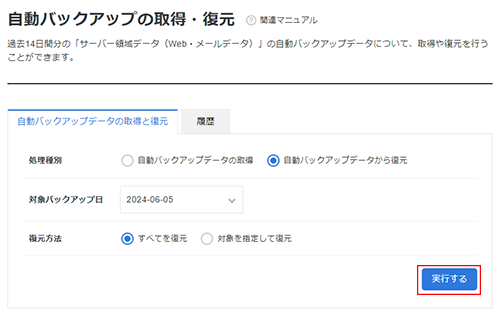 自動バックアップの取得・復元 ? 関連マニュアル
過去14日間分の「サーバー領域データ（Web・メールデータ）」の自動バックアップデータについて、取得や復元を行う
ことができます。
自動バックアップデータの取得と復元 履歴
処理種別 自動バックアップデータの取得 自動バックアップデータから復元
対象バックアップ日 2024-06-05
復元方法 すべてを復元 対象を指定して復元
実行する